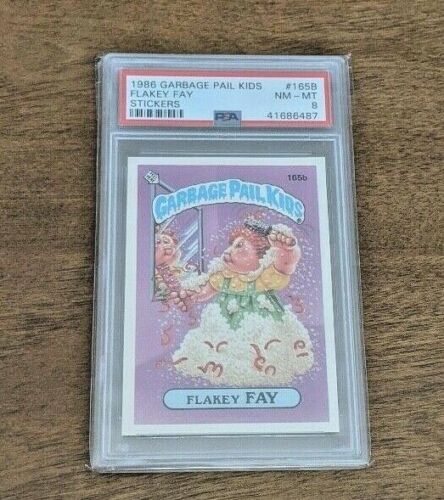 1986 GARBAGE PAIL KIDS #165B
FLAKEY FAY NM - MT
STICKERS 8
PSA 41686487
165b
GARBAGE PAIL KIDS
FLAKEY FAY